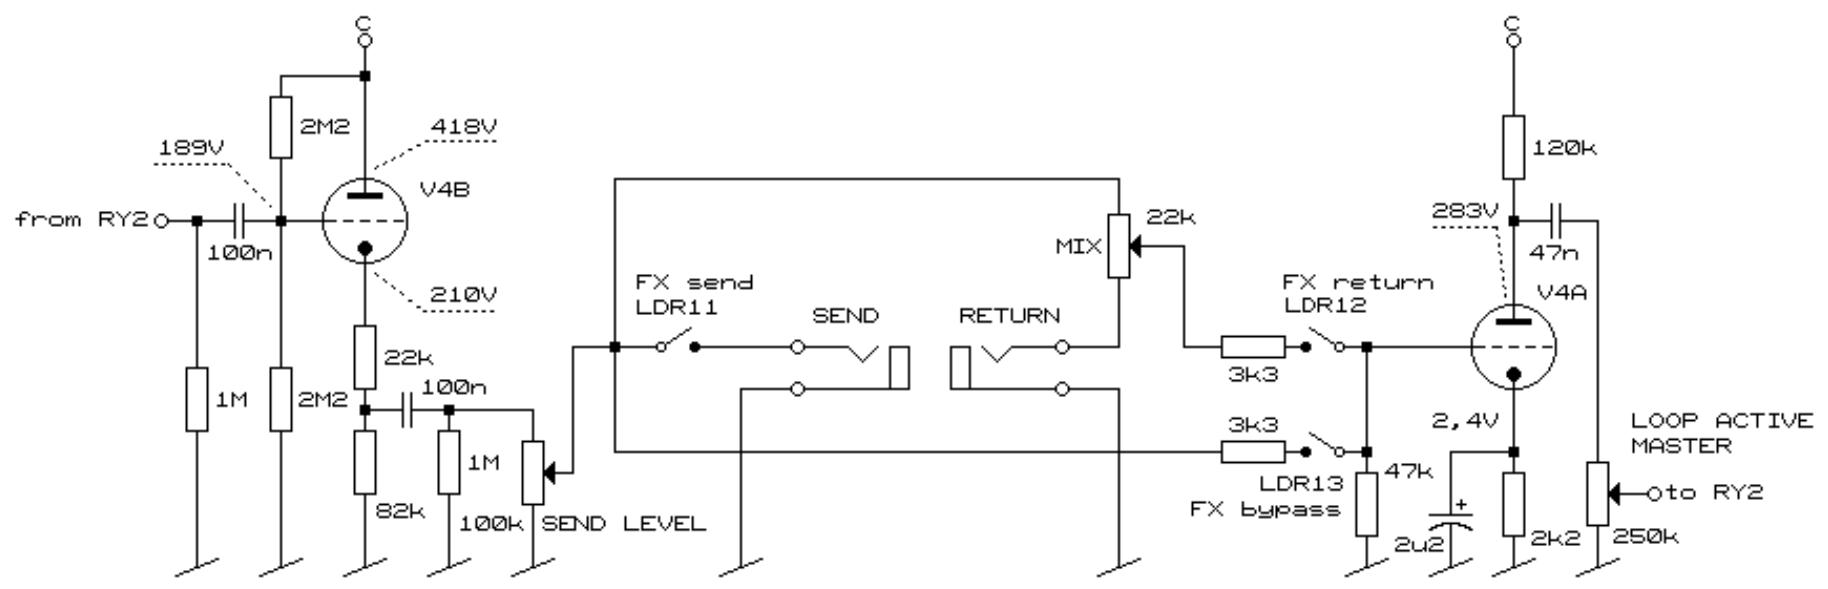 C
C
2M2
418V
189V
V4B
from RY2
100n
210V
22k
100n
1M
2M2
1M
82k
100k SEND LEVEL
FX send
LDR11
SEND
RETURN
MIX
22k
3k3
3k3
FX return
LDR12
LDR13
FX bypass
47k
120k
283V
47n
V4A
2,4V
+
2u2
2k2
LOOP ACTIVE
MASTER
to RY2
250k